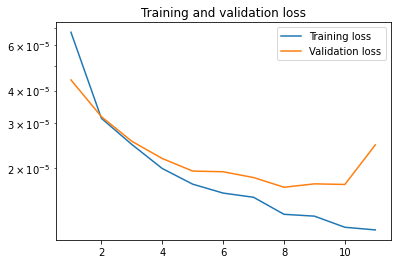 Training and validation loss
Training loss
Validation loss
6 × 10⁻⁵
4 × 10⁻⁵
3 × 10⁻⁵
2 × 10⁻⁵
2 4 6 8 10